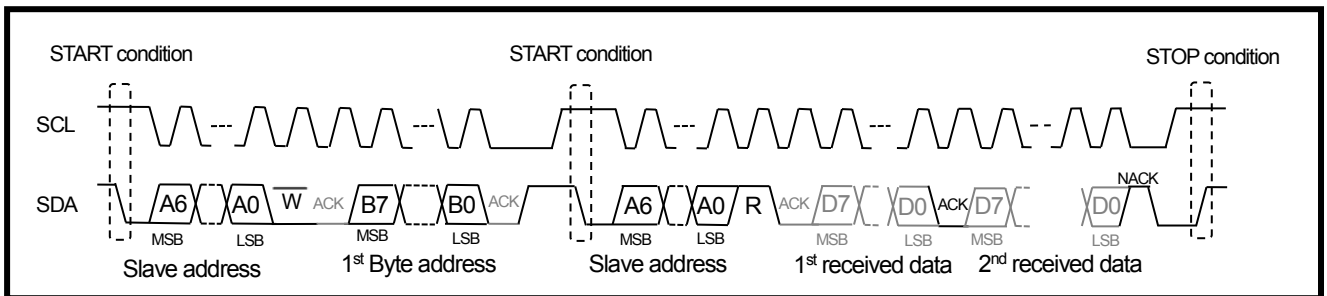 START condition START condition STOP condition
SCL
SDA A6 A0 W ACK B7 B0 ACK A6 A0 R ACK D7 D0 ACK D7 D0 NACK
MSB LSB MSB LSB MSB LSB MSB LSB MSB LSB
Slave address 1st Byte address Slave address 1st received data 2nd received data